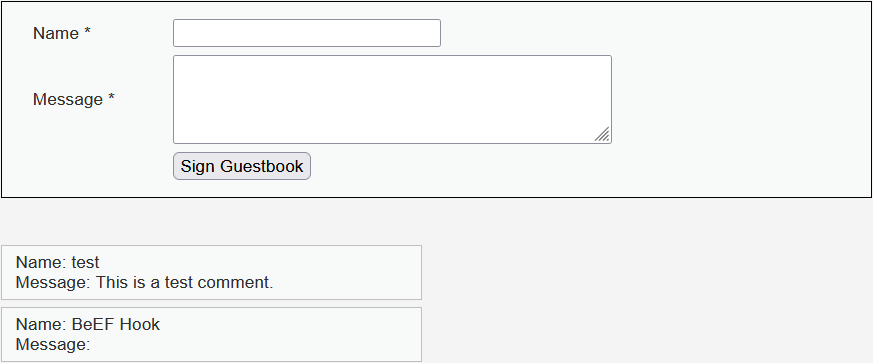 Name *
Message *
Sign Guestbook
Name: test
Message: This is a test comment.
Name: BeEF Hook
Message: